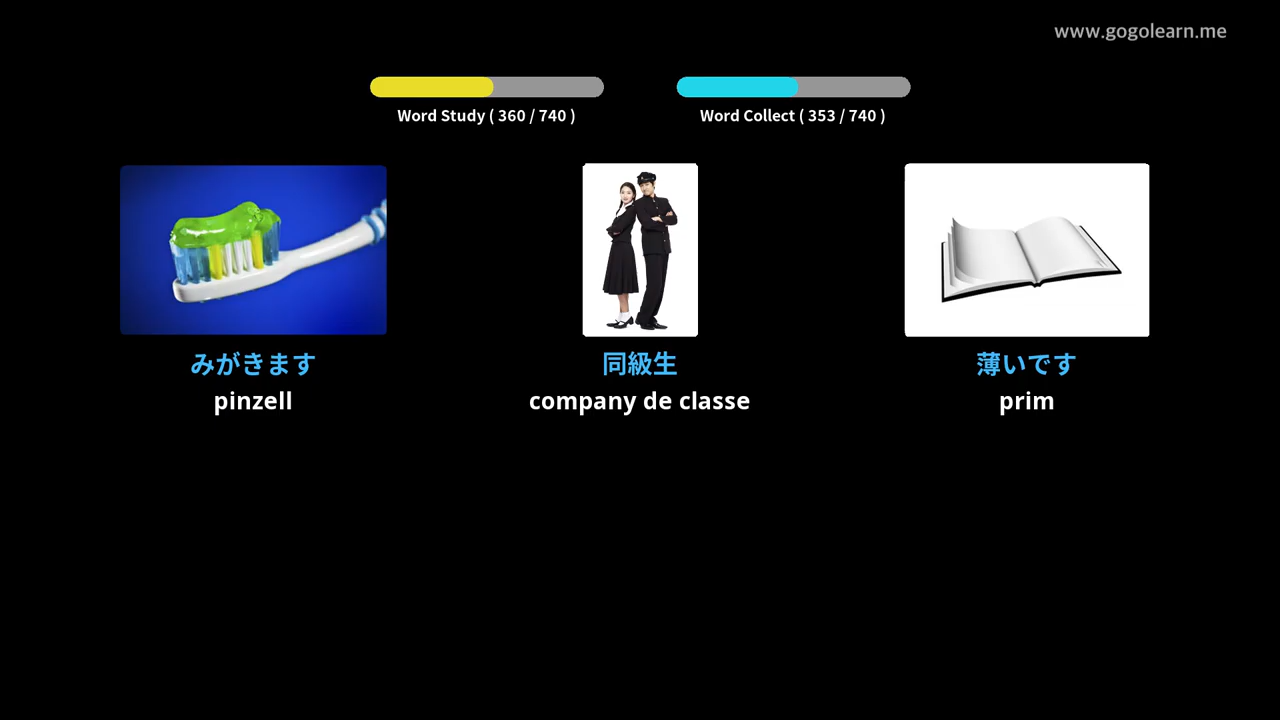 www.gogolearn.me
Word Study ( 360 / 740 )
Word Collect ( 353 / 740 )
みがきます
pinzell
同級生
company de classe
薄いです
prim